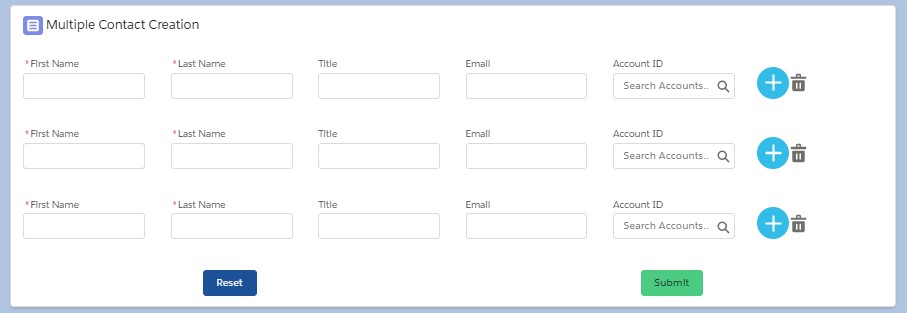 Multiple Contact Creation
*First Name *Last Name Title Email Account ID
Search Accounts..
*First Name *Last Name Title Email Account ID
Search Accounts..
*First Name *Last Name Title Email Account ID
Search Accounts..
Reset Submit